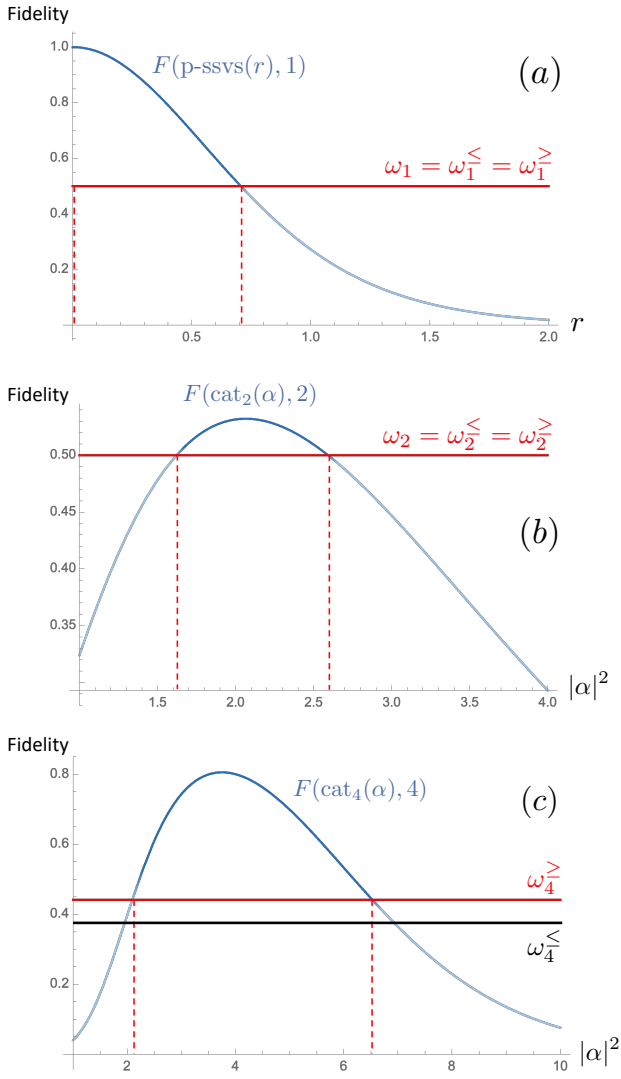 Fidelity
1.0
F(p-ssvs(r), 1)
(a)
0.8
0.6
ω₁ = ω₁^≤ = ω₁^≥
0.4
0.2
0.5 1.0 1.5 2.0 r
Fidelity
F(cat₂(α), 2)
0.50
ω₂ = ω₂^≤ = ω₂^≥
0.45
(b)
0.40
0.35
1.5 2.0 2.5 3.0 3.5 4.0 |α|²
Fidelity
0.8
F(cat₄(α), 4)
(c)
0.6
ω₄^≥
0.4
ω₄^≤
0.2
2 4 6 8 10 |α|²